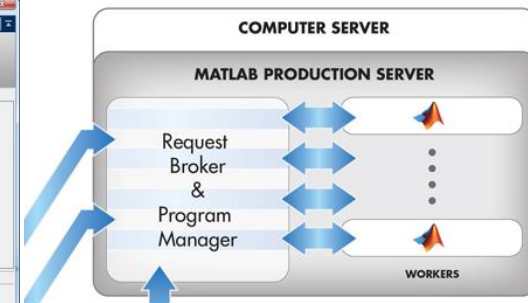 COMPUTER SERVER
MATLAB PRODUCTION SERVER
Request
Broker
&
Program
Manager
WORKERS